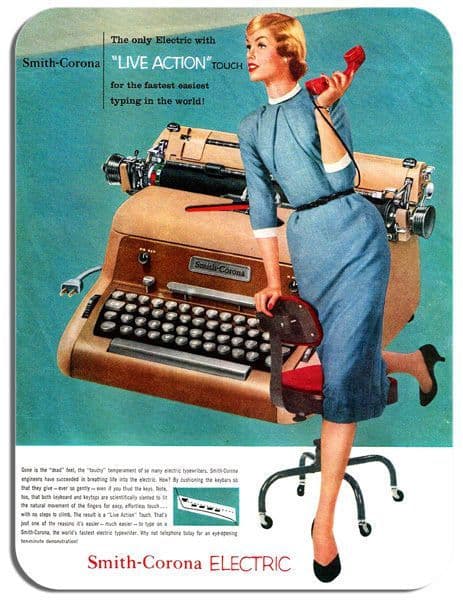 Smith-Corona
The only Electric with
"LIVE ACTION" TOUCH
for the fastest easiest
typing in the world!
Smith-Corona
Gone is the "dead" feel, the "touchy" temperament of so many electric typewriters. Smith-Corona
engineers have succeeded in breathing life into the electric. How? By cushioning the keybars so
that they give — ever so gently — even if you thud the keys. Note,
too, that both keyboard and keytops are scientifically slanted to fit
the natural movement of the fingers for easy, effortless touch...
with no steps to climb. The result is a "Live Action" Touch. That's
just one of the reasons it's easier — much easier — to type on a
Smith-Corona, the world's fastest electric typewriter. Why not telephone today for an eye-opening
demonstration!
Smith-Corona ELECTRIC